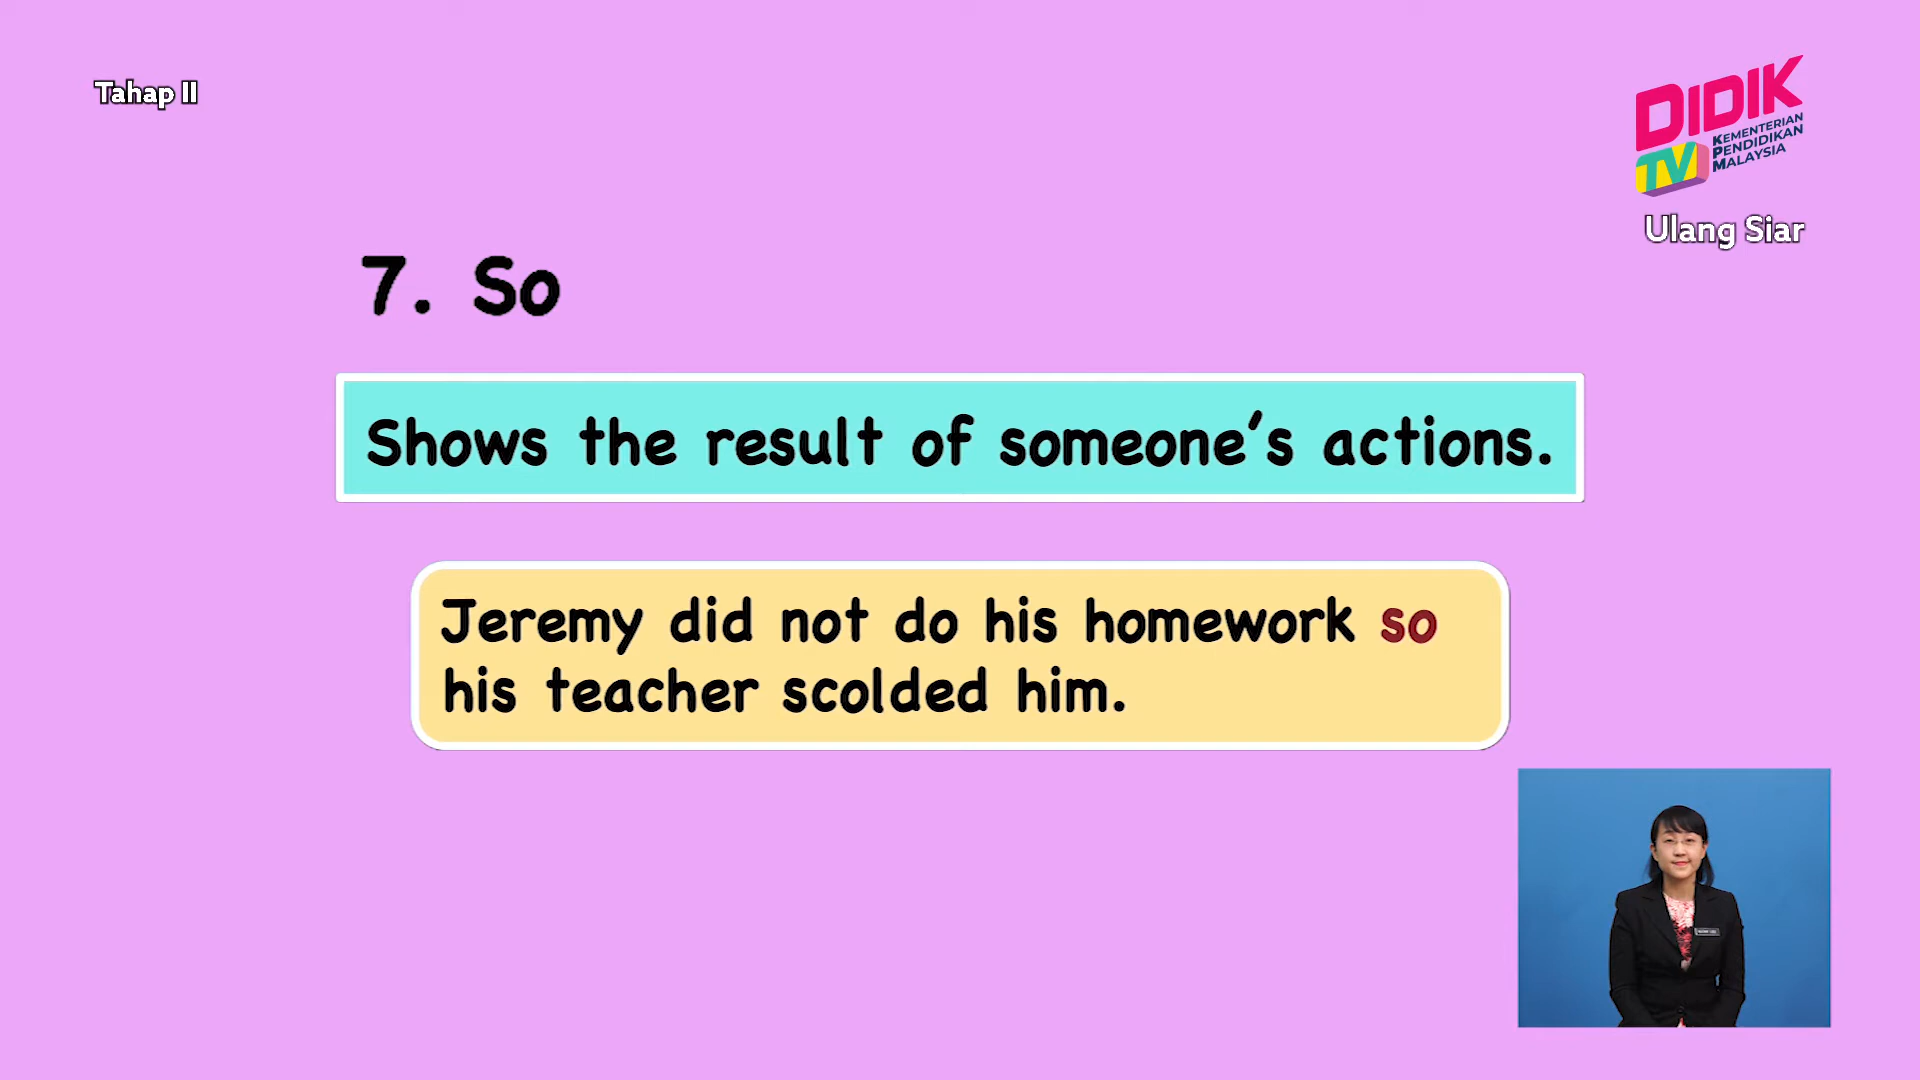 Tahap II
DIDIK
TV
KEMENTERIAN
PENDIDIKAN
MALAYSIA
Ulang Siar
7. So
Shows the result of someone's actions.
Jeremy did not do his homework so
his teacher scolded him.